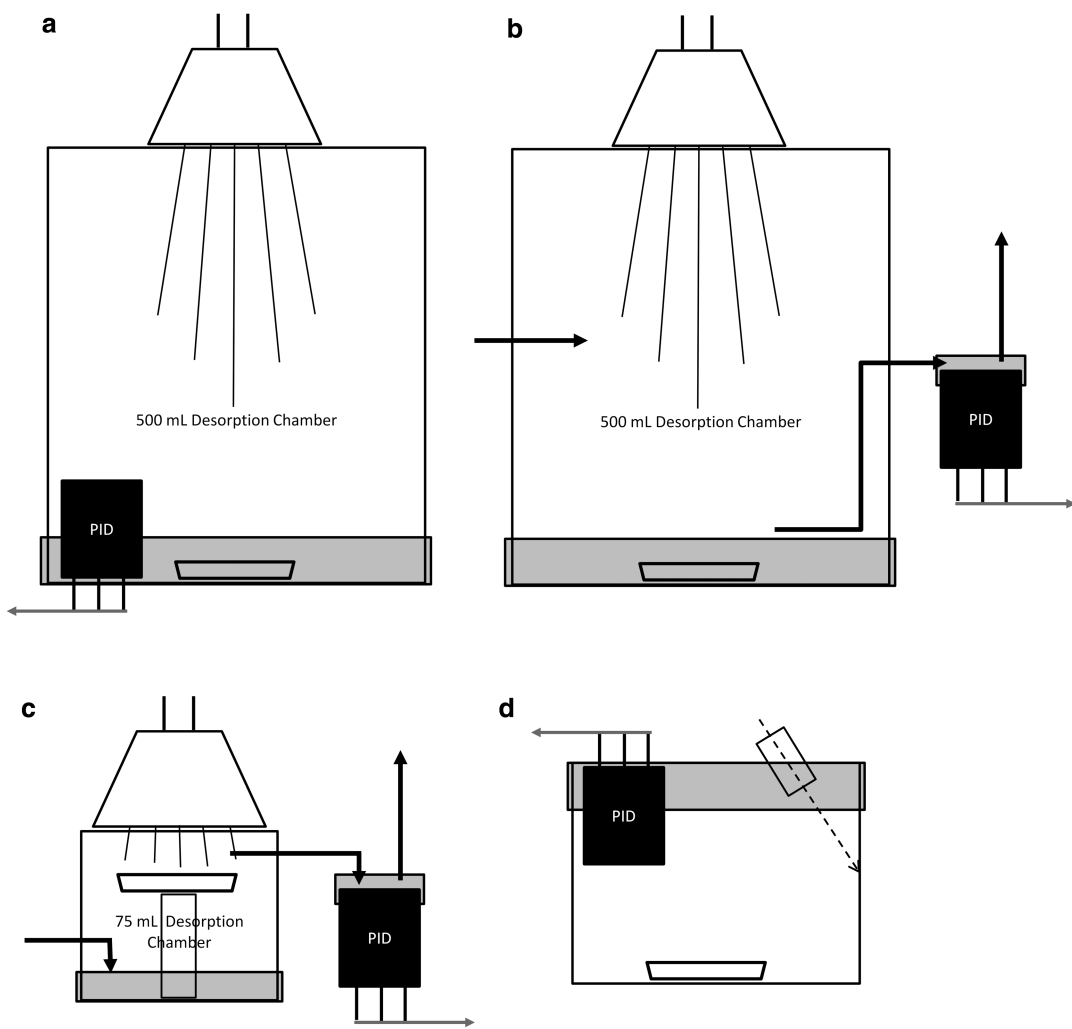 a
b
500 mL Desorption Chamber
500 mL Desorption Chamber
PID
PID
c
d
75 mL Desorption
Chamber
PID
PID